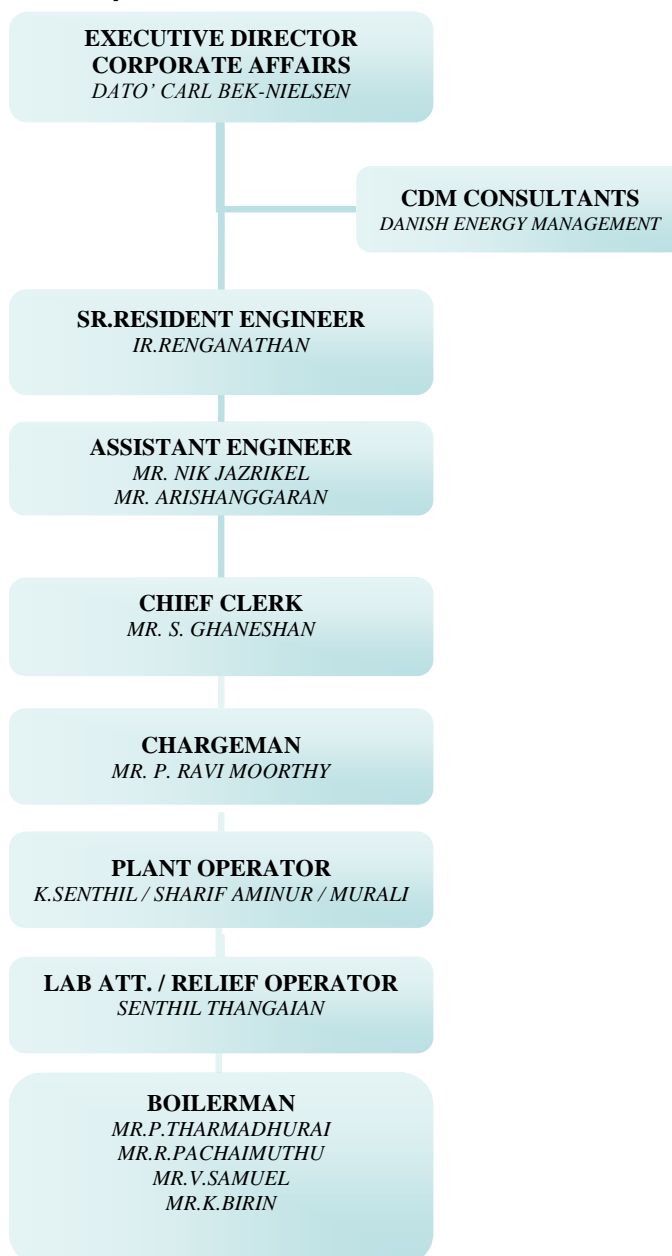 EXECUTIVE DIRECTOR
CORPORATE AFFAIRS
DATO’ CARL BEK-NIELSEN
CDM CONSULTANTS
DANISH ENERGY MANAGEMENT
SR.RESIDENT ENGINEER
IR.RENGANATHAN
ASSISTANT ENGINEER
MR. NIK JAZRIKEL
MR. ARISHANGGARAN
CHIEF CLERK
MR. S. GHANESHAN
CHARGEMAN
MR. P. RAVI MOORTHY
PLANT OPERATOR
K.SENTHIL / SHARIF AMINUR / MURALI
LAB ATT. / RELIEF OPERATOR
SENTHIL THANGAIAN
BOILERMAN
MR.P.THARMADHURAI
MR.R.PACHAIMUTHU
MR.V.SAMUEL
MR.K.BIRIN